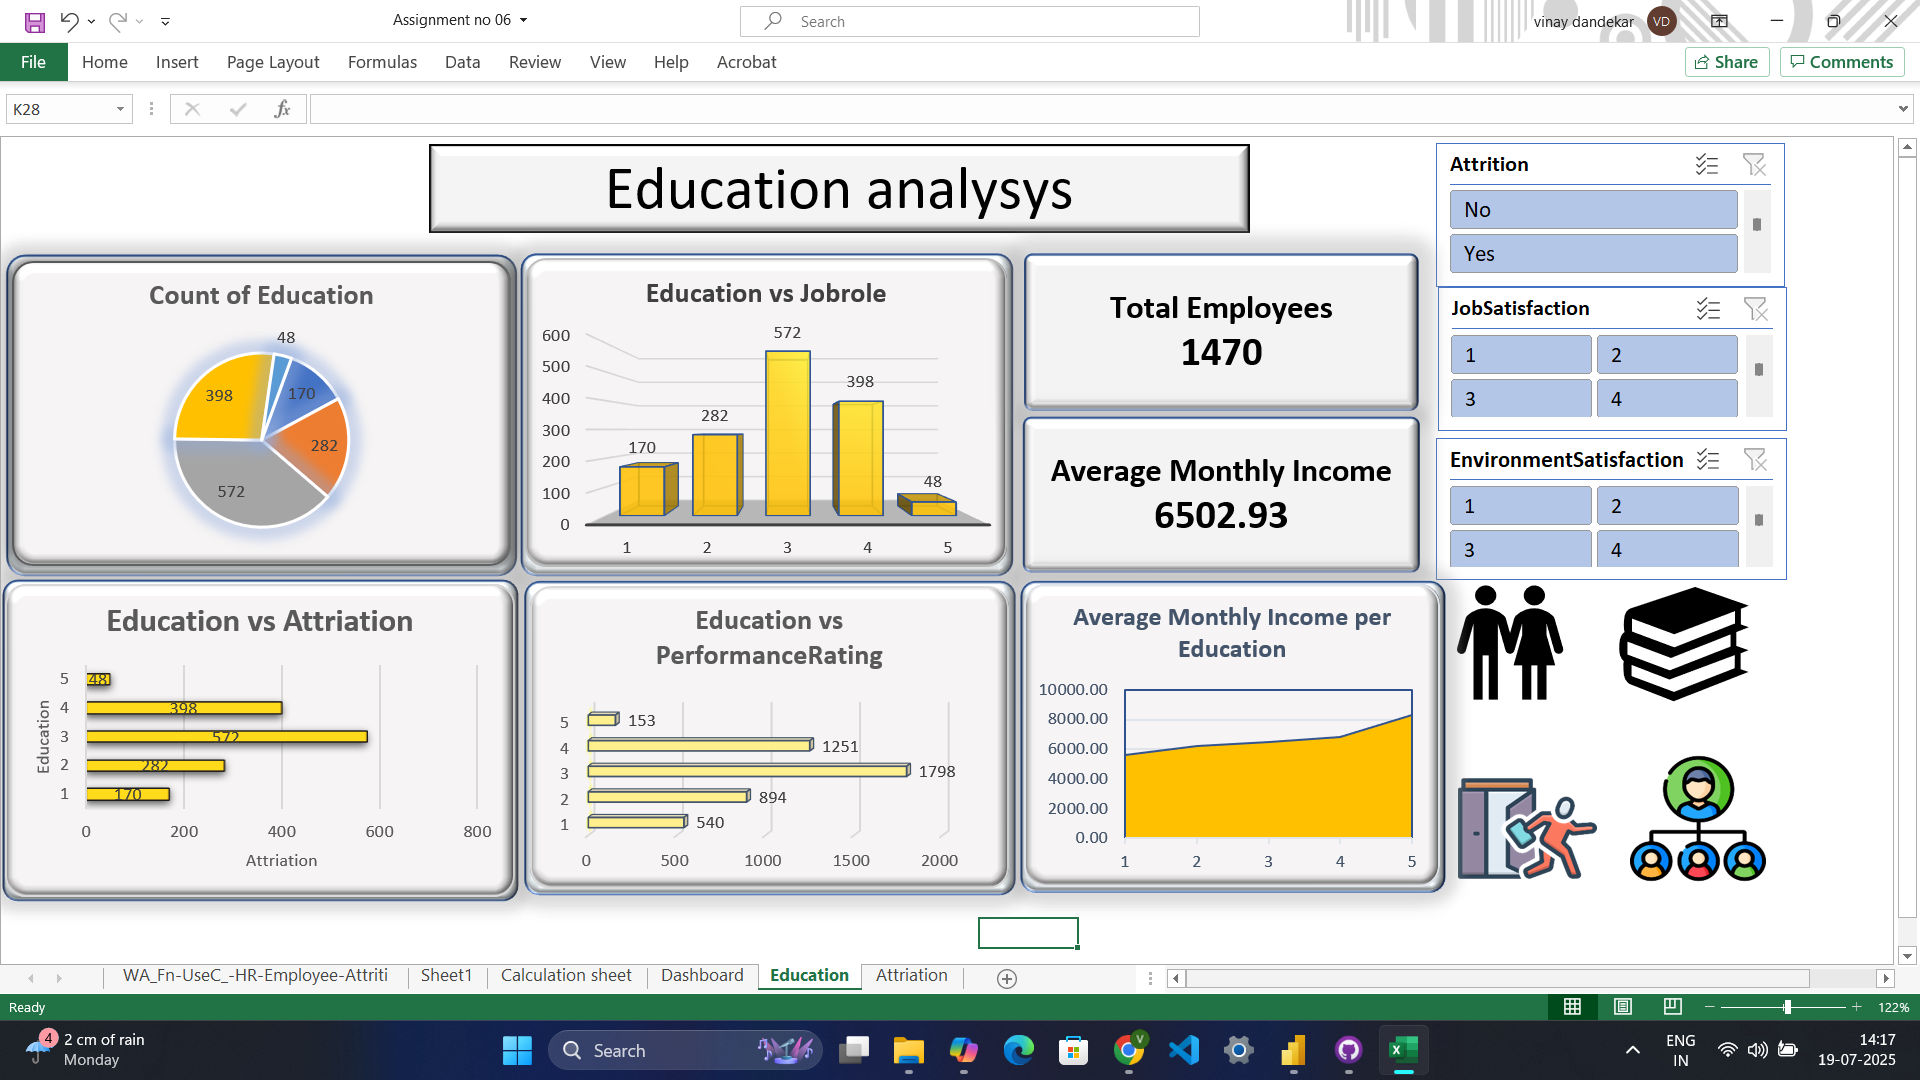 Assignment no 06
Search
vinay dandekar
VD
File
Home
Insert
Page Layout
Formulas
Data
Review
View
Help
Acrobat
Share
Comments
K28
fx
Education analysys
Count of Education
48
170
282
572
398
Education vs Jobrole
600
500
400
300
200
100
0
170
282
572
398
48
1 2 3 4 5
Total Employees
1470
Average Monthly Income
6502.93
Attrition
No
Yes
JobSatisfaction
1 2
3 4
EnvironmentSatisfaction
1 2
3 4
Education vs Attriation
Education
5 48
4 398
3 572
2 282
1 170
0 200 400 600 800
Attriation
Education vs
PerformanceRating
5 153
4 1251
3 1798
2 894
1 540
0 500 1000 1500 2000
Average Monthly Income per
Education
10000.00
8000.00
6000.00
4000.00
2000.00
0.00
1 2 3 4 5
WA_Fn-UseC_-HR-Employee-Attriti
Sheet1
Calculation sheet
Dashboard
Education
Attriation
Ready
122%
4
2 cm of rain
Monday
Search
V
ENG
IN
14:17
19-07-2025